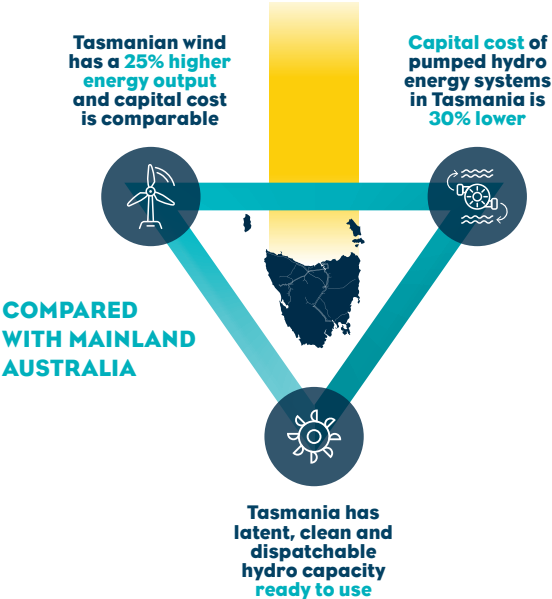 Tasmanian wind
has a 25% higher
energy output
and capital cost
is comparable
Capital cost of
pumped hydro
energy systems
in Tasmania is
30% lower
COMPARED
WITH MAINLAND
AUSTRALIA
Tasmania has
latent, clean and
dispatchable
hydro capacity
ready to use